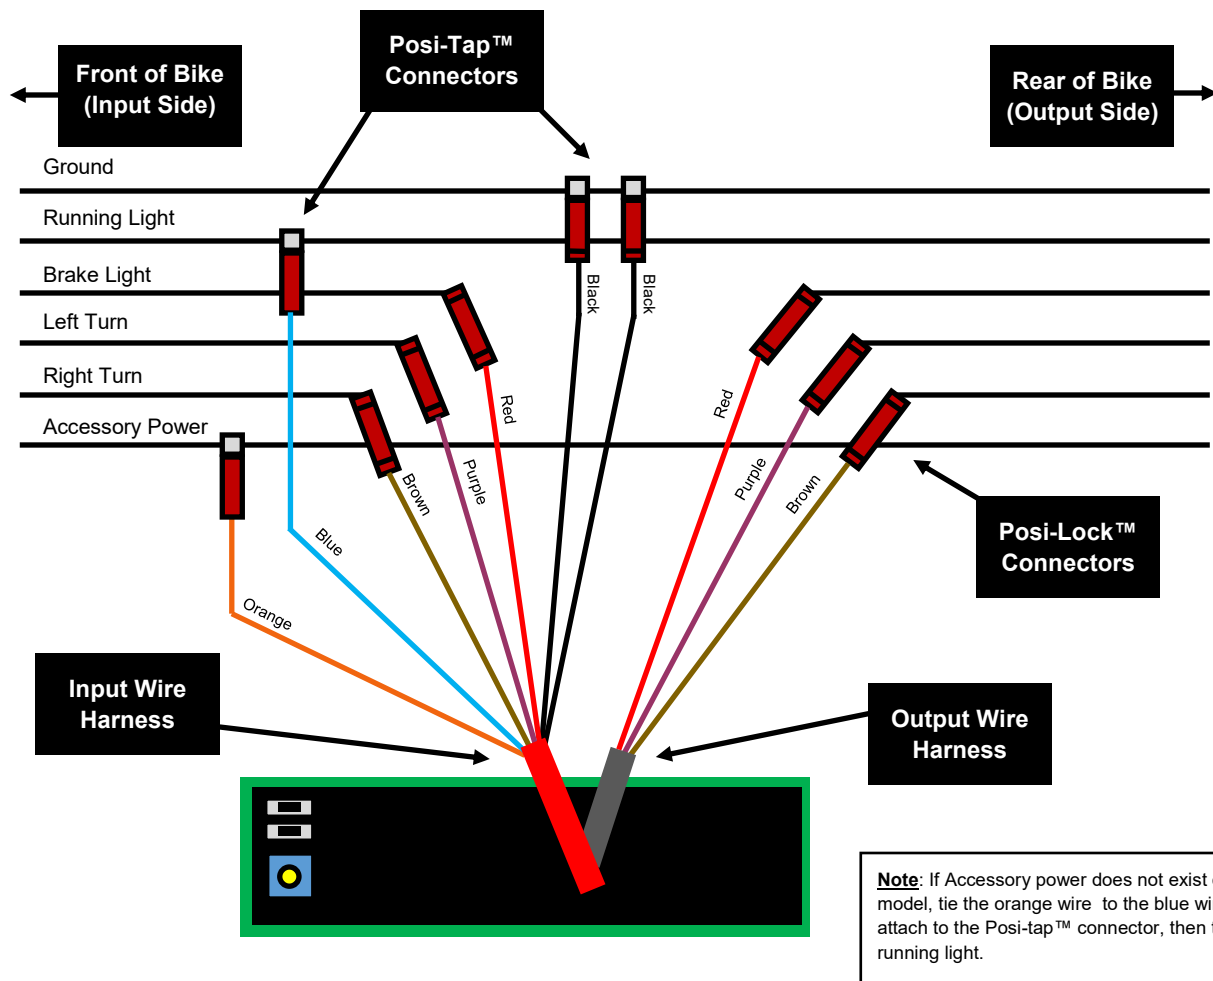 Posi-Tap™
Connectors
Front of Bike
(Input Side)
Rear of Bike
(Output Side)
Ground
Running Light
Brake Light
Left Turn
Right Turn
Accessory Power
Black
Black
Red
Purple
Brown
Blue
Orange
Red
Purple
Brown
Posi-Lock™
Connectors
Input Wire
Harness
Output Wire
Harness
Note: If Accessory power does not exist
model, tie the orange wire to the blue
attach to the Posi-tap™ connector, then
running light.